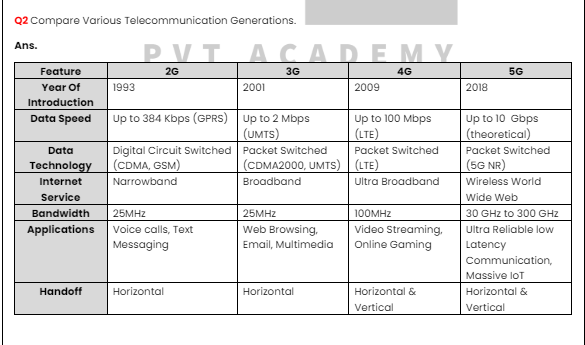 Q2 Compare Various Telecommunication Generations.
Ans.
PVT ACADEMY
Feature 2G 3G 4G 5G
Year Of Introduction 1993 2001 2009 2018
Data Speed Up to 384 Kbps (GPRS) Up to 2 Mbps (UMTS) Up to 100 Mbps (LTE) Up to 10 Gbps (theoretical)
Data Technology Digital Circuit Switched (CDMA, GSM) Packet Switched (CDMA2000, UMTS) Packet Switched (LTE) Packet Switched (5G NR)
Internet Service Narrowband Broadband Ultra Broadband Wireless World Wide Web
Bandwidth 25MHz 25MHz 100MHz 30 GHz to 300 GHz
Applications Voice calls, Text Messaging Web Browsing, Email, Multimedia Video Streaming, Online Gaming Ultra Reliable low Latency Communication, Massive IoT
Handoff Horizontal Horizontal Horizontal & Vertical Horizontal & Vertical